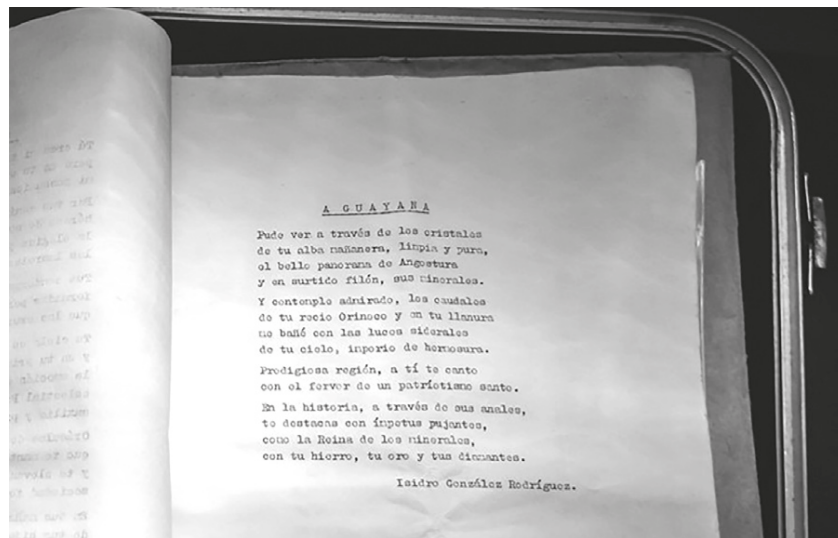 A GUAYANA
Pude ver a través de los cristales
de tu alba mañanera, limpia y pura,
el bello panorama de Angostura
y en surtido filón, sus minerales.
Y contemplo admirado, los caudales
de tu recio Orinoco y en tu llanura
me bañé con las luces siderales
de tu cielo, imperio de hermosura.
Prodigiosa región, a tí te canto
con el fervor de un patriotismo santo.
En la historia, a través de sus anales,
te destacas con ímpetus pujantes,
como la Reina de los minerales,
con tu hierro, tu oro y tus diamantes.
Isidro González Rodríguez.